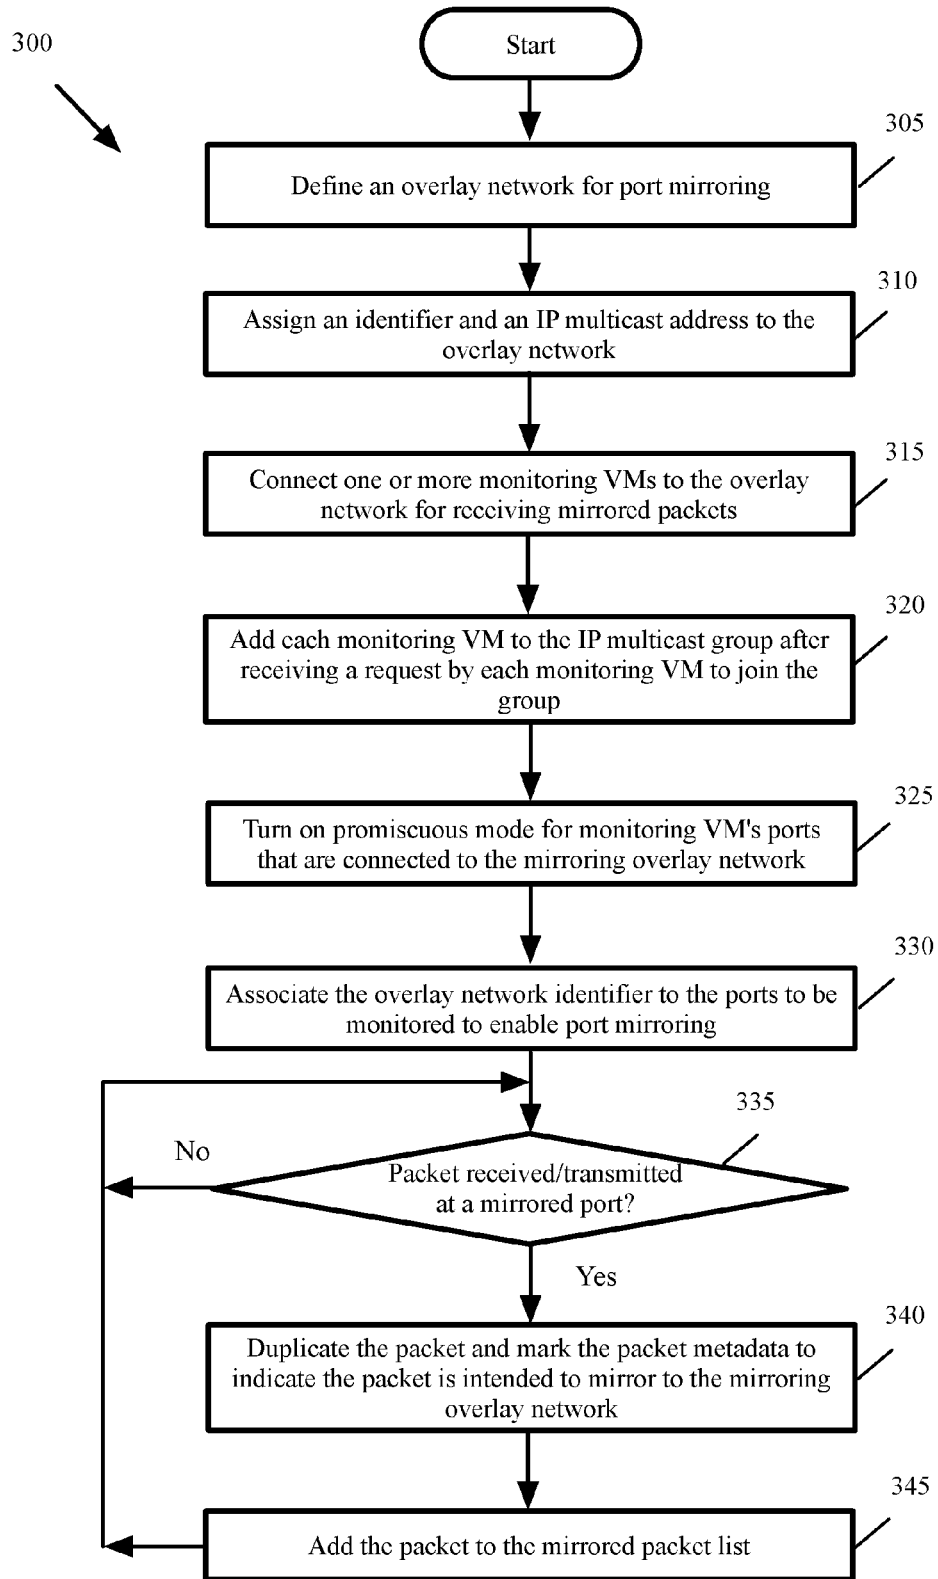 300
Start
305
Define an overlay network for port mirroring
310
Assign an identifier and an IP multicast address to the
overlay network
315
Connect one or more monitoring VMs to the overlay
network for receiving mirrored packets
320
Add each monitoring VM to the IP multicast group after
receiving a request by each monitoring VM to join the
group
325
Turn on promiscuous mode for monitoring VM's ports
that are connected to the mirroring overlay network
330
Associate the overlay network identifier to the ports to be
monitored to enable port mirroring
335
No
Packet received/transmitted
at a mirrored port?
Yes
340
Duplicate the packet and mark the packet metadata to
indicate the packet is intended to mirror to the mirroring
overlay network
345
Add the packet to the mirrored packet list